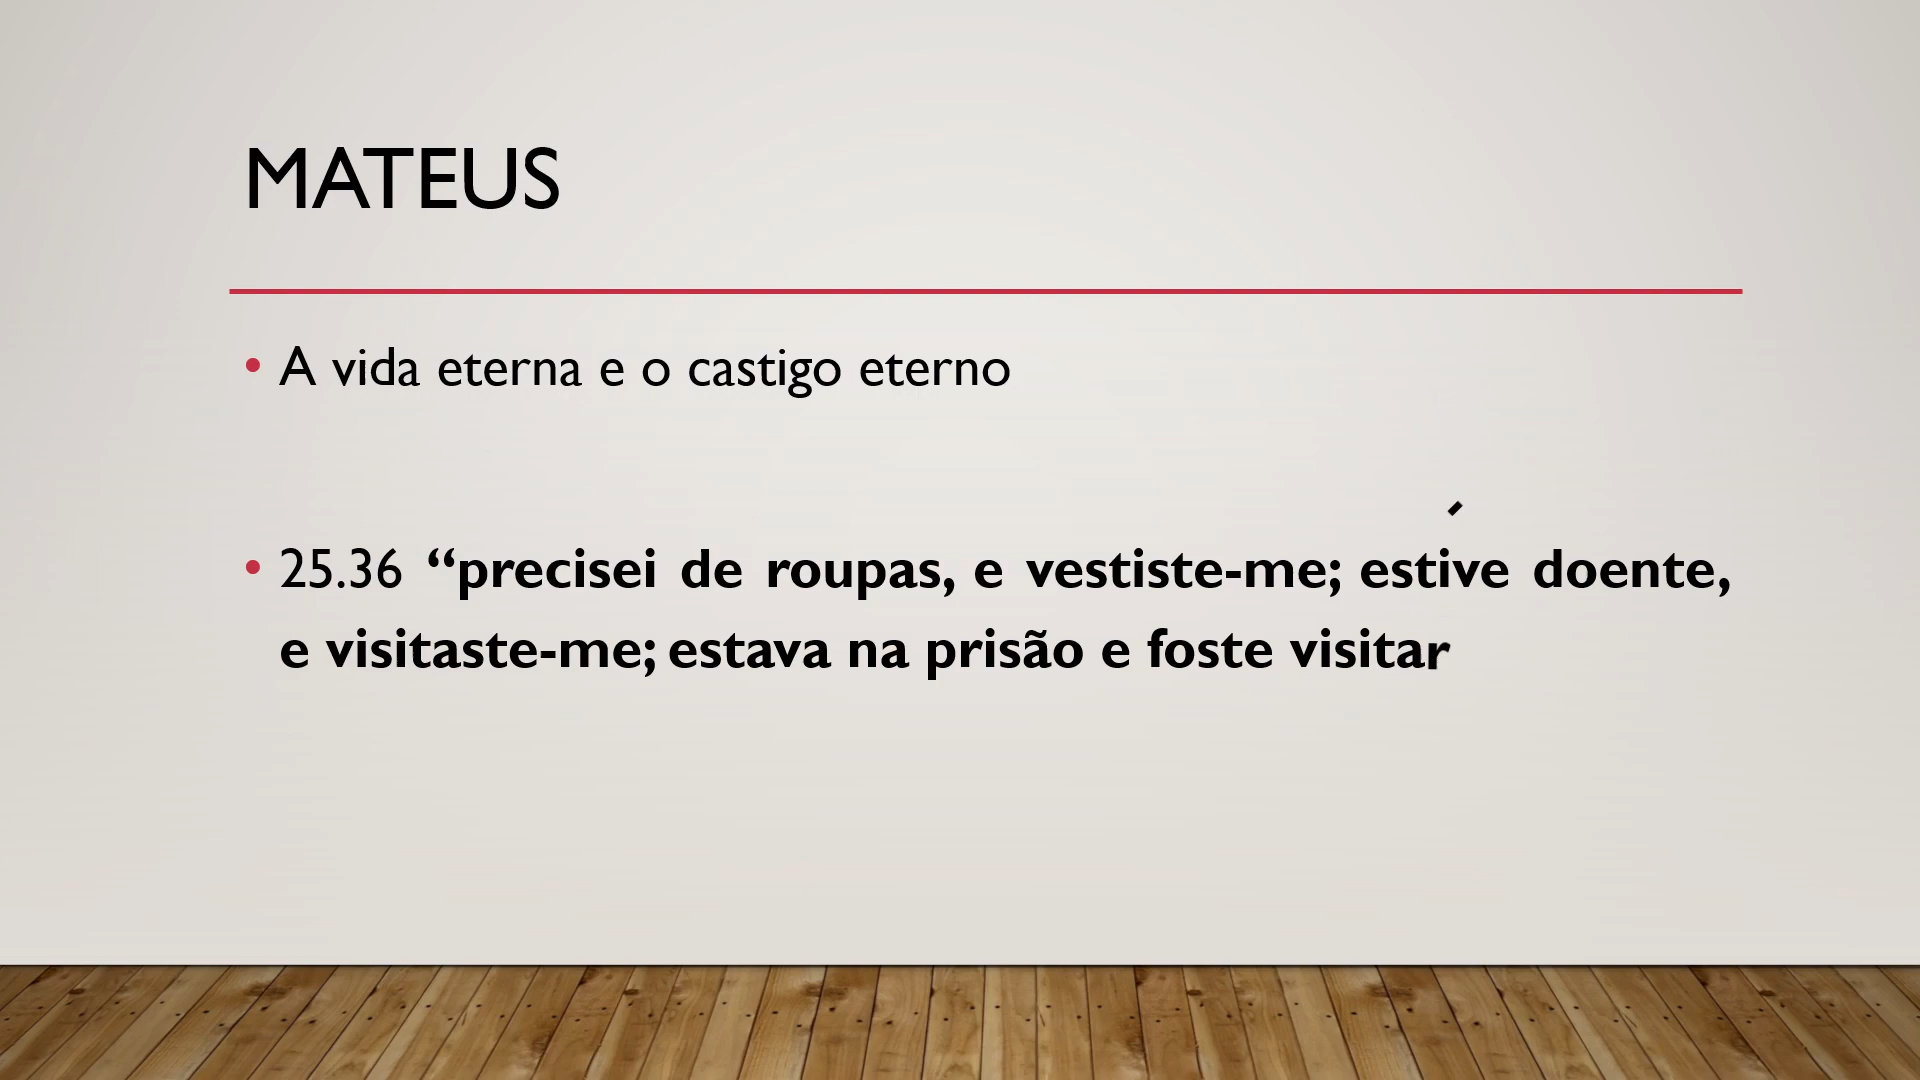 MATEUS
• A vida eterna e o castigo eterno
• 25.36 “precisei de roupas, e vestiste-me; estive doente,
e visitaste-me; estava na prisão e foste visitar